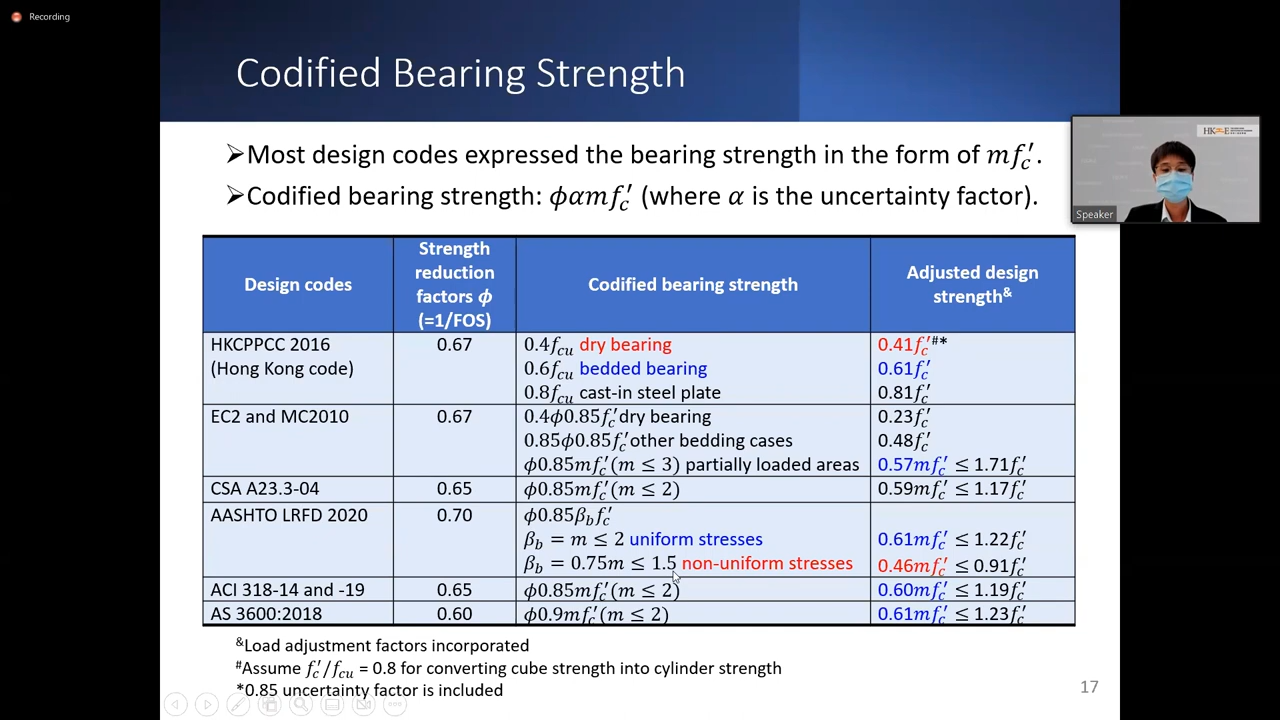 Recording
Codified Bearing Strength
➢Most design codes expressed the bearing strength in the form of mf′c.
➢Codified bearing strength: ϕαmf′c (where α is the uncertainty factor).
HK E
Speaker
Design codes
Strength reduction factors ϕ (=1/FOS)
Codified bearing strength
Adjusted design strength&
HKCPPCC 2016 0.67 0.4fcu dry bearing 0.41f′c#*
(Hong Kong code) 0.6fcu bedded bearing 0.61f′c
0.8fcu cast-in steel plate 0.81f′c
EC2 and MC2010 0.67 0.4ϕ0.85f′c dry bearing 0.23f′c
0.85ϕ0.85f′c other bedding cases 0.48f′c
ϕ0.85mf′c(m ≤ 3) partially loaded areas 0.57mf′c ≤ 1.71f′c
CSA A23.3-04 0.65 ϕ0.85mf′c(m ≤ 2) 0.59mf′c ≤ 1.17f′c
AASHTO LRFD 2020 0.70 ϕ0.85βbf′c
βb = m ≤ 2 uniform stresses 0.61mf′c ≤ 1.22f′c
βb = 0.75m ≤ 1.5 non-uniform stresses 0.46mf′c ≤ 0.91f′c
ACI 318-14 and -19 0.65 ϕ0.85mf′c(m ≤ 2) 0.60mf′c ≤ 1.19f′c
AS 3600:2018 0.60 ϕ0.9mf′c(m ≤ 2) 0.61mf′c ≤ 1.23f′c
&Load adjustment factors incorporated
#Assume f′c/fcu = 0.8 for converting cube strength into cylinder strength
*0.85 uncertainty factor is included
17